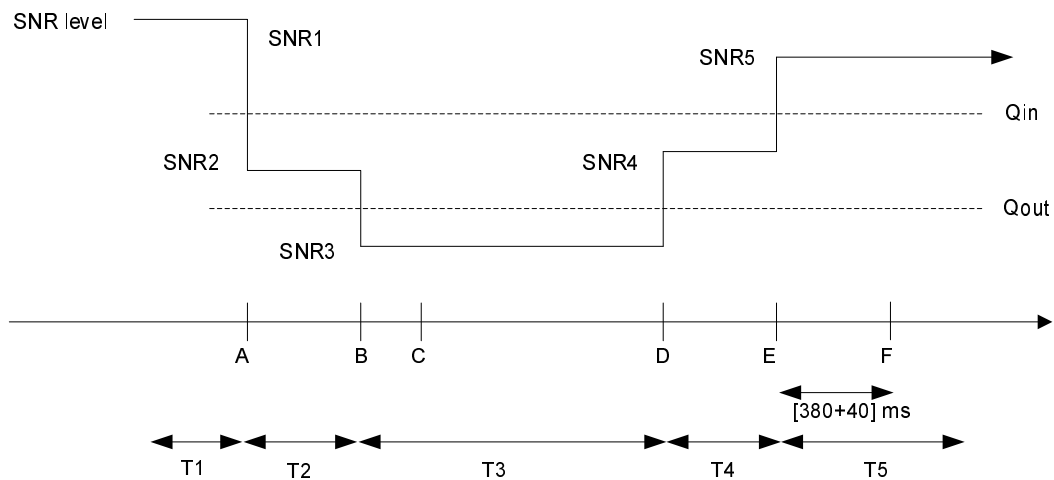 SNR level
SNR1
SNR5
Qin
SNR2
SNR4
Qout
SNR3
A
B
C
D
E
F
[380+40] ms
T1
T2
T3
T4
T5